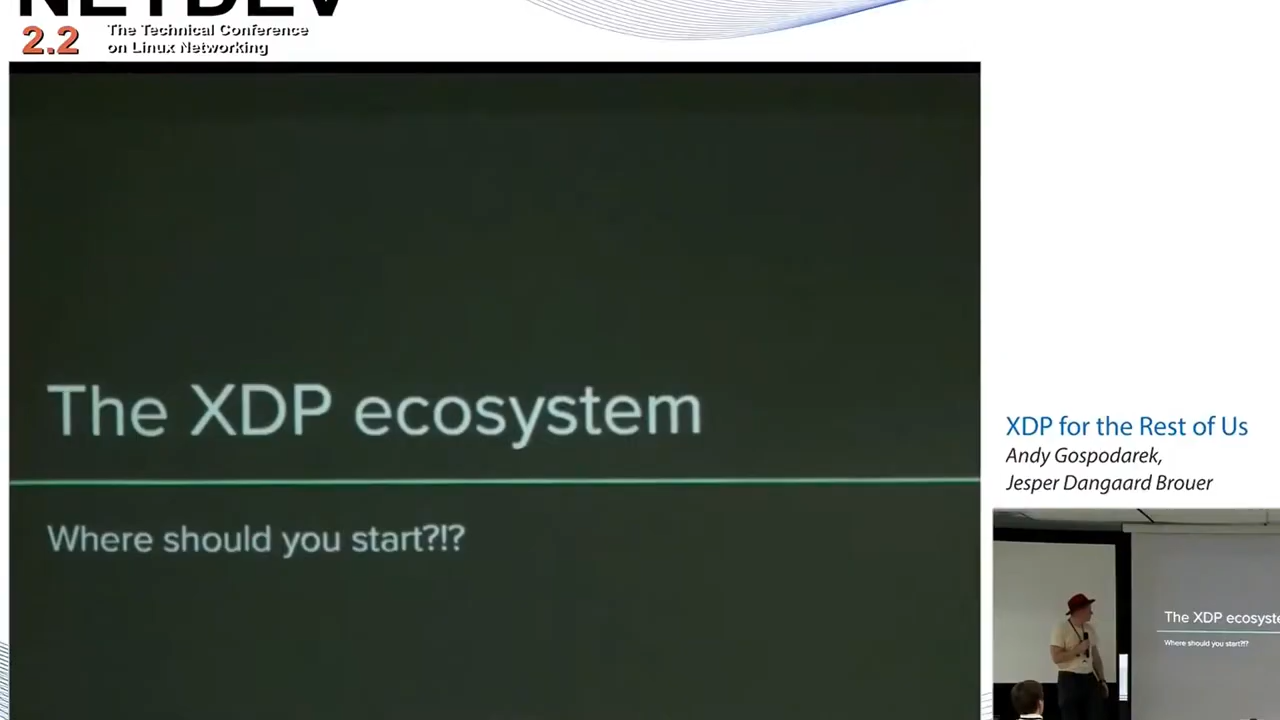 NETDEV
2.2
The Technical Conference
on Linux Networking
The XDP ecosystem
Where should you start?!?
XDP for the Rest of Us
Andy Gospodarek,
Jesper Dangaard Brouer
The XDP ecosyste
Where should you start?!?